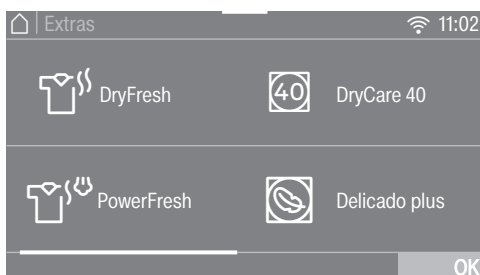 Extras 11:02
DryFresh
40 DryCare 40
PowerFresh
Delicado plus
OK